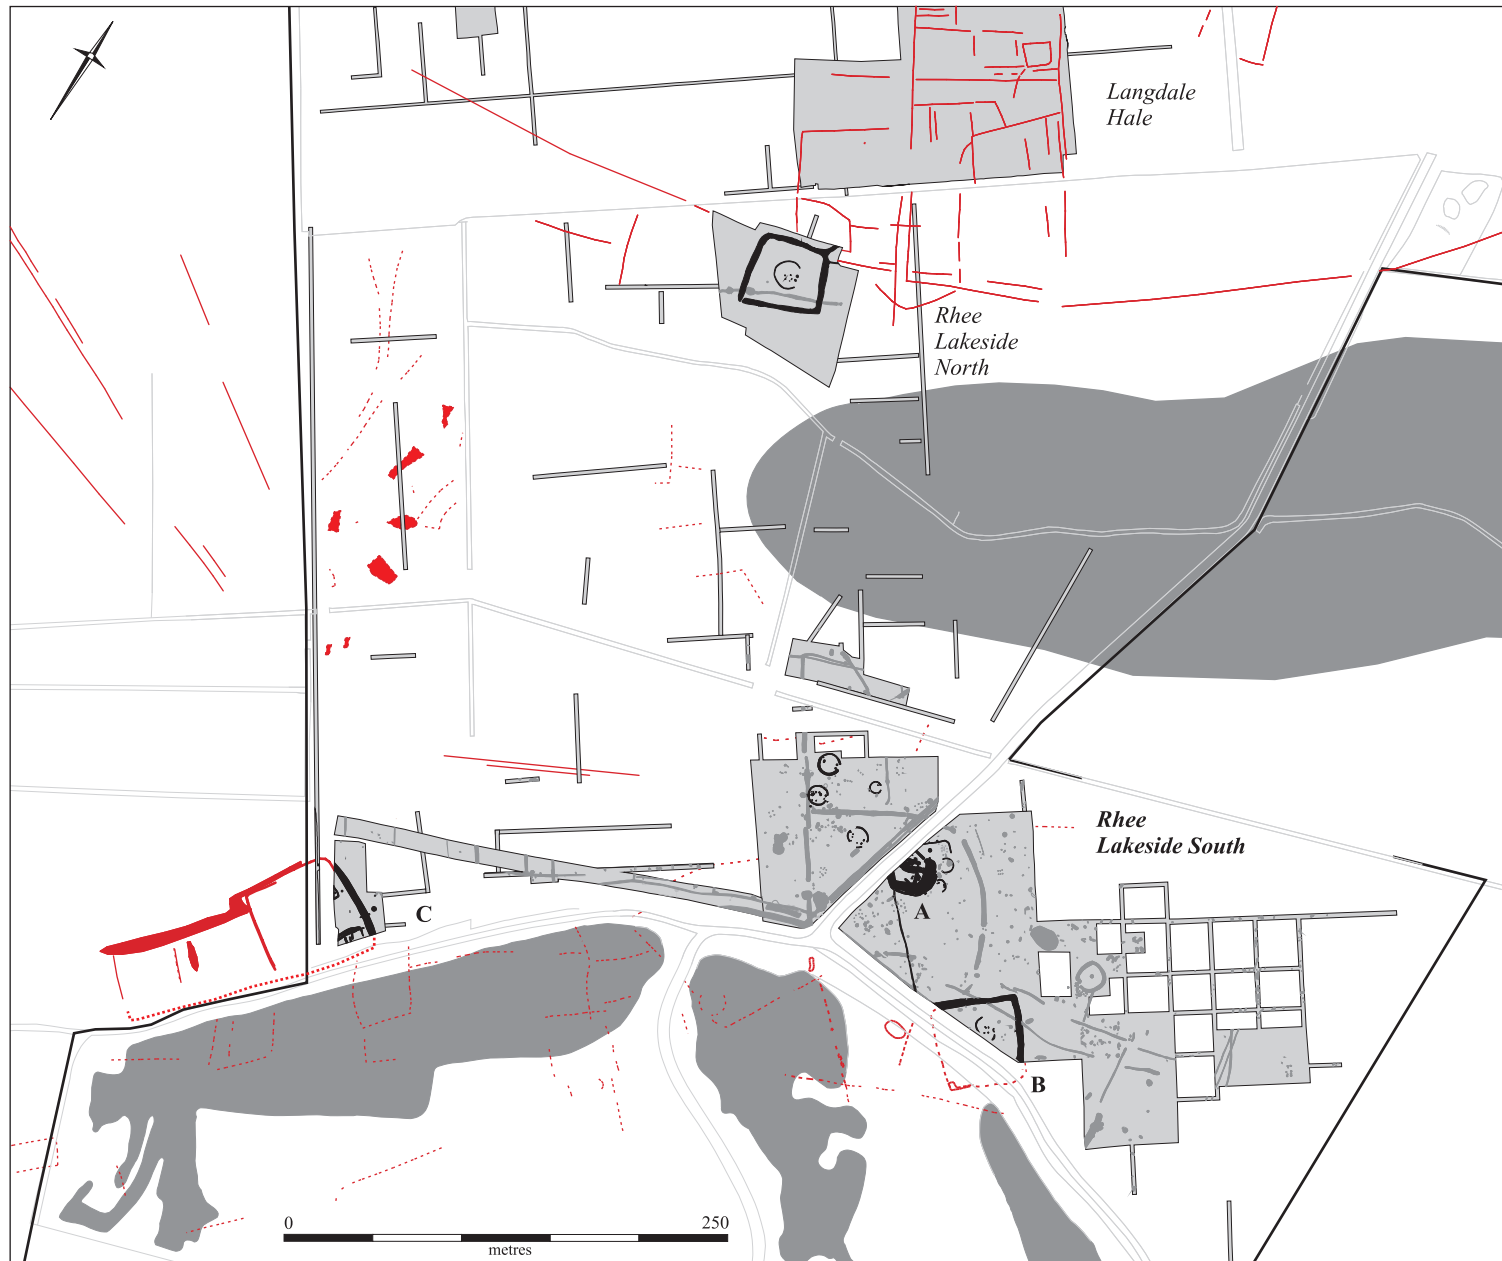 Langdale
Hale
Rhee
Lakeside
North
Rhee
Lakeside South
A
C
B
0
250
metres